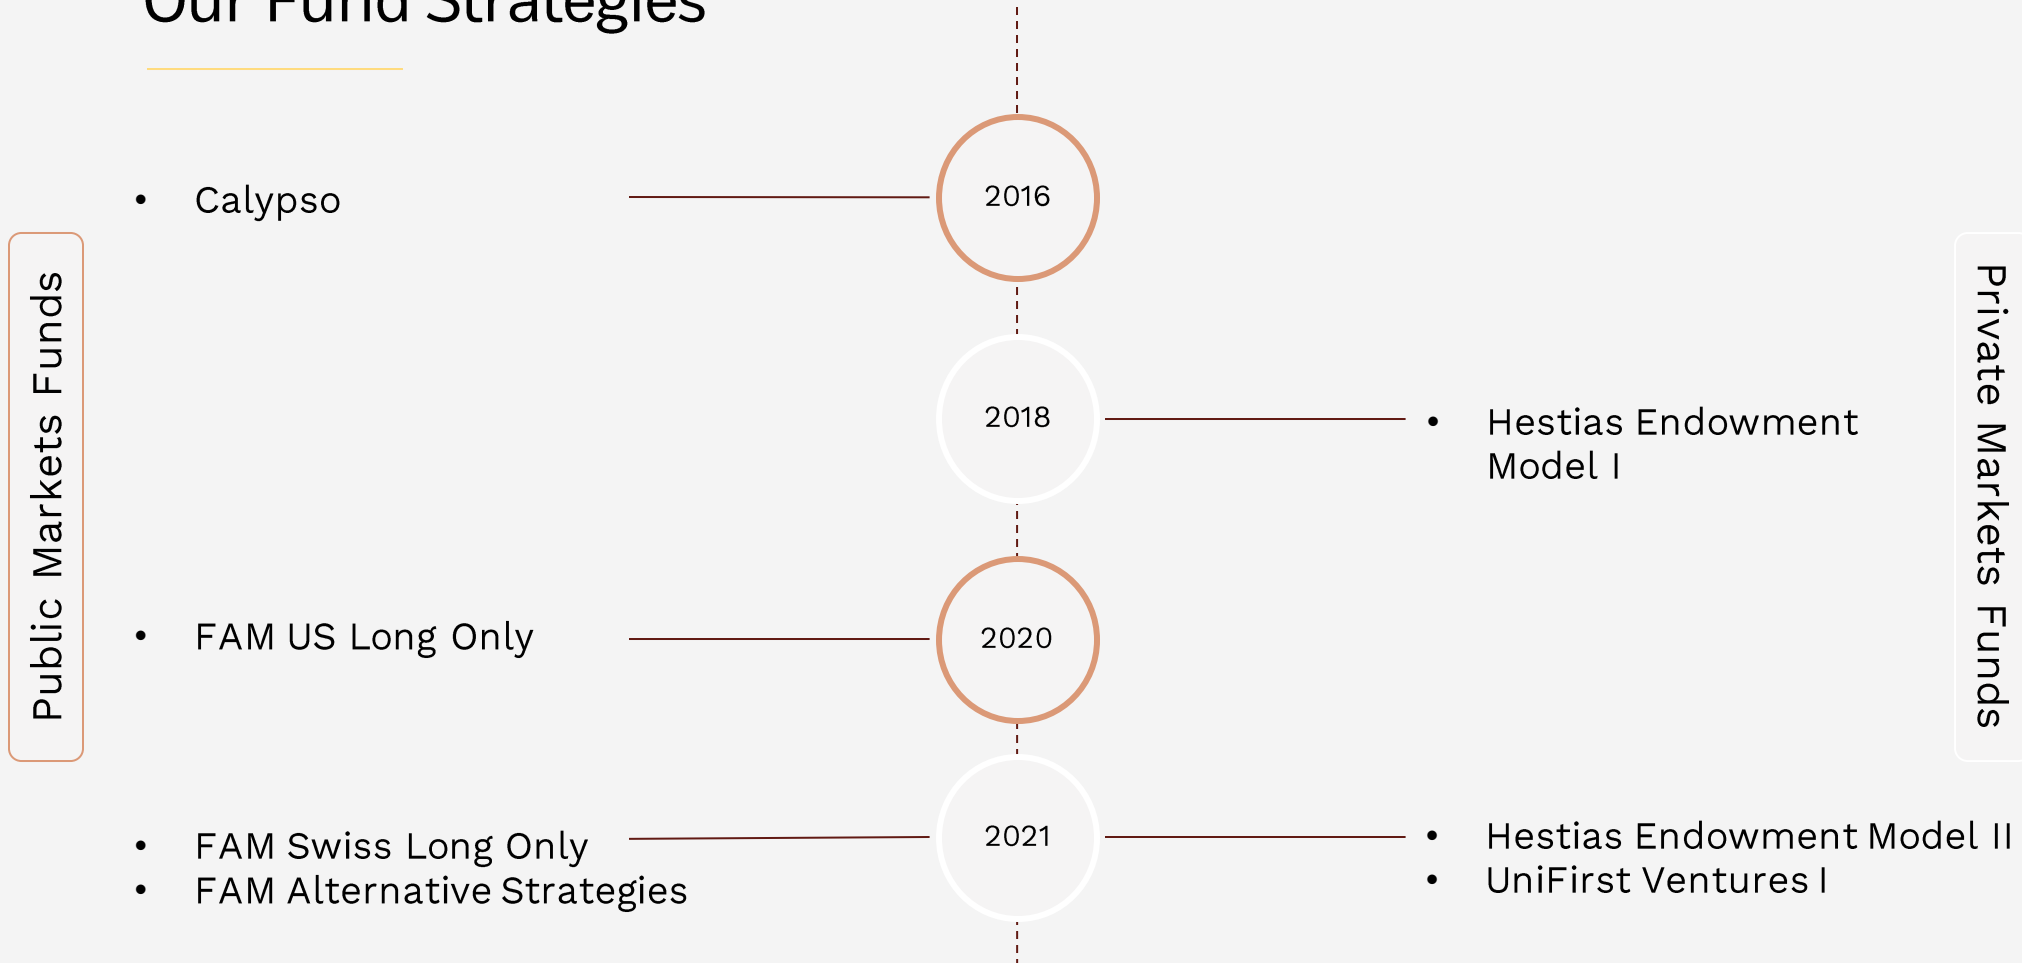 Our Fund Strategies
Public Markets Funds
Private Markets Funds
• Calypso
2016
2018
• Hestias Endowment
Model I
• FAM US Long Only
2020
• FAM Swiss Long Only
• FAM Alternative Strategies
2021
• Hestias Endowment Model II
• UniFirst Ventures I